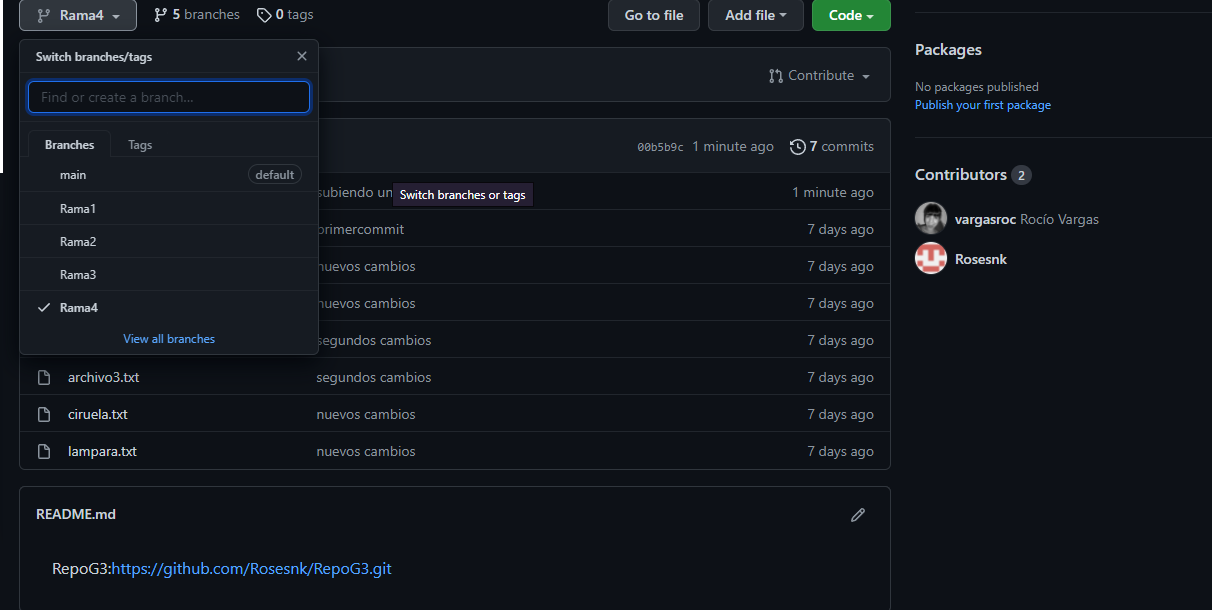 Rama4
5 branches
0 tags
Go to file
Add file
Code
Switch branches/tags
Find or create a branch...
Branches
Tags
main
default
Rama1
Rama2
Rama3
Rama4
View all branches
Contribute
00b5b9c 1 minute ago
7 commits
subiendo un
Switch branches or tags
1 minute ago
primercommit
7 days ago
nuevos cambios
7 days ago
nuevos cambios
7 days ago
segundos cambios
7 days ago
archivo3.txt
segundos cambios
7 days ago
ciruela.txt
nuevos cambios
7 days ago
lampara.txt
nuevos cambios
7 days ago
README.md
RepoG3:https://github.com/Rosesnk/RepoG3.git
Packages
No packages published
Publish your first package
Contributors 2
vargasroc Rocío Vargas
Rosesnk